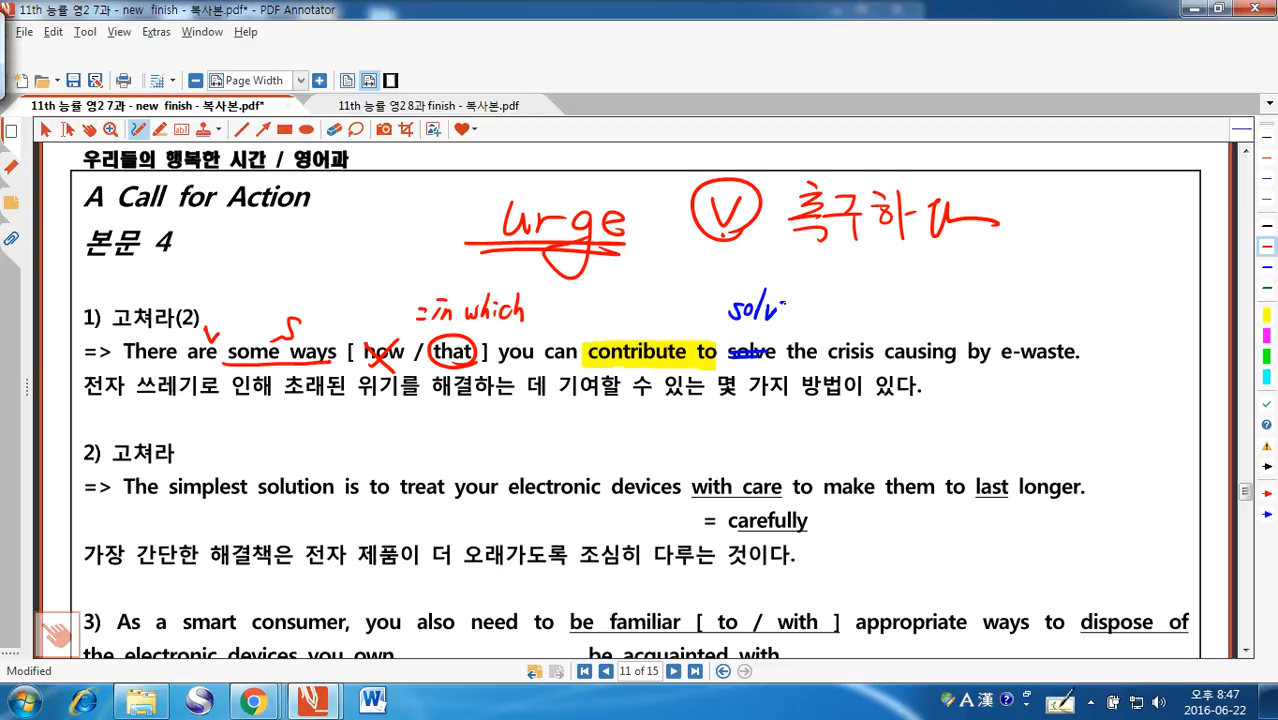 11th 능률 영2 7과 - new finish - 복사본.pdf* - PDF Annotator
File Edit Tool View Extras Window Help
Page Width
11th 능률 영2 7과 - new finish - 복사본.pdf* 11th 능률 영2 8과 finish - 복사본.pdf
우리들의 행복한 시간 / 영어과
A Call for Action
urge V 촉구하다
본문 4
1) 고쳐라(2)
V S = in which solvi
=> There are some ways [ how / that ] you can contribute to solve the crisis causing by e-waste.
전자 쓰레기로 인해 초래된 위기를 해결하는 데 기여할 수 있는 몇 가지 방법이 있다.
2) 고쳐라
=> The simplest solution is to treat your electronic devices with care to make them to last longer.
= carefully
가장 간단한 해결책은 전자 제품이 더 오래가도록 조심히 다루는 것이다.
3) As a smart consumer, you also need to be familiar [ to / with ] appropriate ways to dispose of
the electronic devices you own. be acquainted with
Modified 11 of 15
A 漢 오후 8:47
2016-06-22